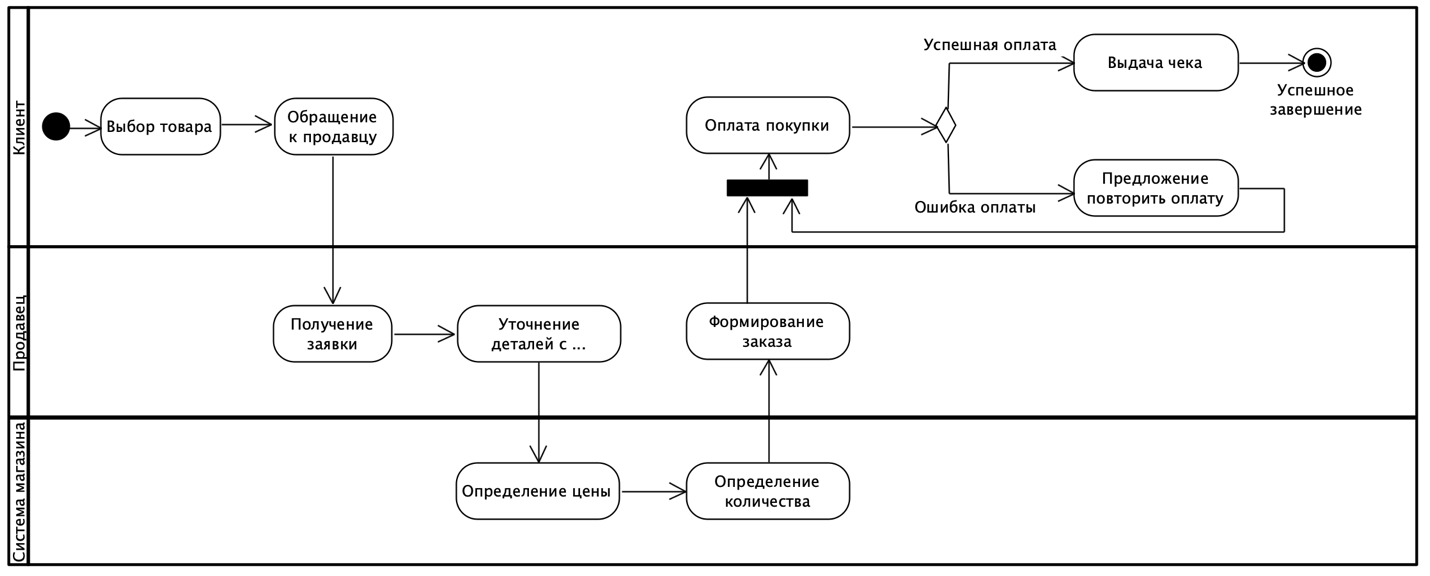 Клиент
Выбор товара
Обращение
к продавцу
Оплата покупки
Успешная оплата
Выдача чека
Успешное
завершение
Ошибка оплаты
Предложение
повторить оплату
Продавец
Получение
заявки
Уточнение
деталей с ...
Формирование
заказа
Система магазина
Определение цены
Определение
количества